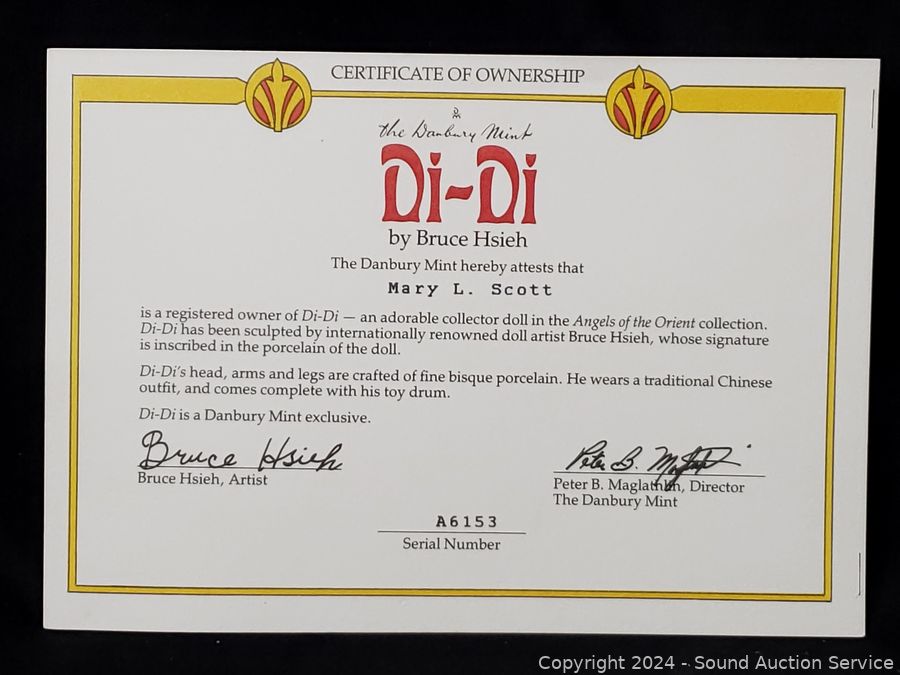 CERTIFICATE OF OWNERSHIP
the Danbury Mint
Di-Di
by Bruce Hsieh
The Danbury Mint hereby attests that
Mary L. Scott
is a registered owner of Di-Di — an adorable collector doll in the Angels of the Orient collection.
Di-Di has been sculpted by internationally renowned doll artist Bruce Hsieh, whose signature
is inscribed in the porcelain of the doll.
Di-Di's head, arms and legs are crafted of fine bisque porcelain. He wears a traditional Chinese
outfit, and comes complete with his toy drum.
Di-Di is a Danbury Mint exclusive.
Bruce Hsieh
Bruce Hsieh, Artist
Peter B. Maglathlin
Peter B. Maglathlin, Director
The Danbury Mint
A6153
Serial Number
Copyright 2024 - Sound Auction Service